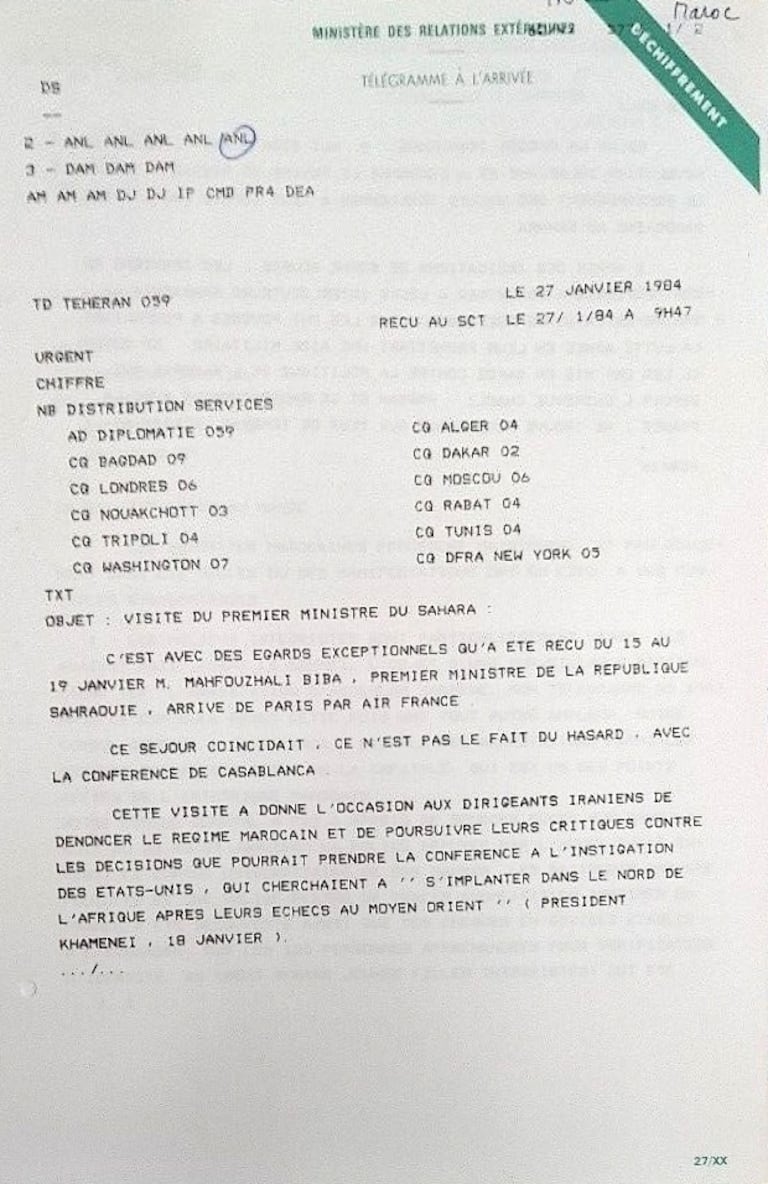 Maroc
MINISTÈRE DES RELATIONS EXTÉRIEURES
1/ 2
DÉCHIFFREMENT
TÉLÉGRAMME À L'ARRIVÉE
DS
--
2 - ANL ANL ANL ANL ANL
3 - DAM DAM DAM
AM AM AM DJ DJ IP CMD PR4 DEA
TD TEHERAN 059
LE 27 JANVIER 1984
RECU AU SCT LE 27/ 1/84 A 9H47
URGENT
CHIFFRE
NB DISTRIBUTION SERVICES
AD DIPLOMATIE 059
CQ ALGER 04
CQ BAGDAD 09
CQ DAKAR 02
CQ LONDRES 06
CQ MOSCOU 06
CQ NOUAKCHOTT 03
CQ RABAT 04
CQ TRIPOLI 04
CQ TUNIS 04
CQ WASHINGTON 07
CQ DFRA NEW YORK 05
TXT
OBJET : VISITE DU PREMIER MINISTRE DU SAHARA :
C'EST AVEC DES EGARDS EXCEPTIONNELS QU'A ETE RECU DU 15 AU
19 JANVIER M. MAHFOUZHALI BIBA , PREMIER MINISTRE DE LA REPUBLIQUE
SAHRAOUIE , ARRIVE DE PARIS PAR AIR FRANCE
CE SEJOUR COINCIDAIT , CE N'EST PAS LE FAIT DU HASARD , AVEC
LA CONFERENCE DE CASABLANCA
CETTE VISITE A DONNE L'OCCASION AUX DIRIGEANTS IRANIENS DE
DENONCER LE REGIME MAROCAIN ET DE POURSUIVRE LEURS CRITIQUES CONTRE
LES DECISIONS QUE POURRAIT PRENDRE LA CONFERENCE A L'INSTIGATION
DES ETATS-UNIS , QUI CHERCHAIENT A '' S'IMPLANTER DANS LE NORD DE
L'AFRIQUE APRES LEURS ECHECS AU MOYEN ORIENT '' ( PRESIDENT
KHAMENEI , 18 JANVIER ).
.../...
27/XX